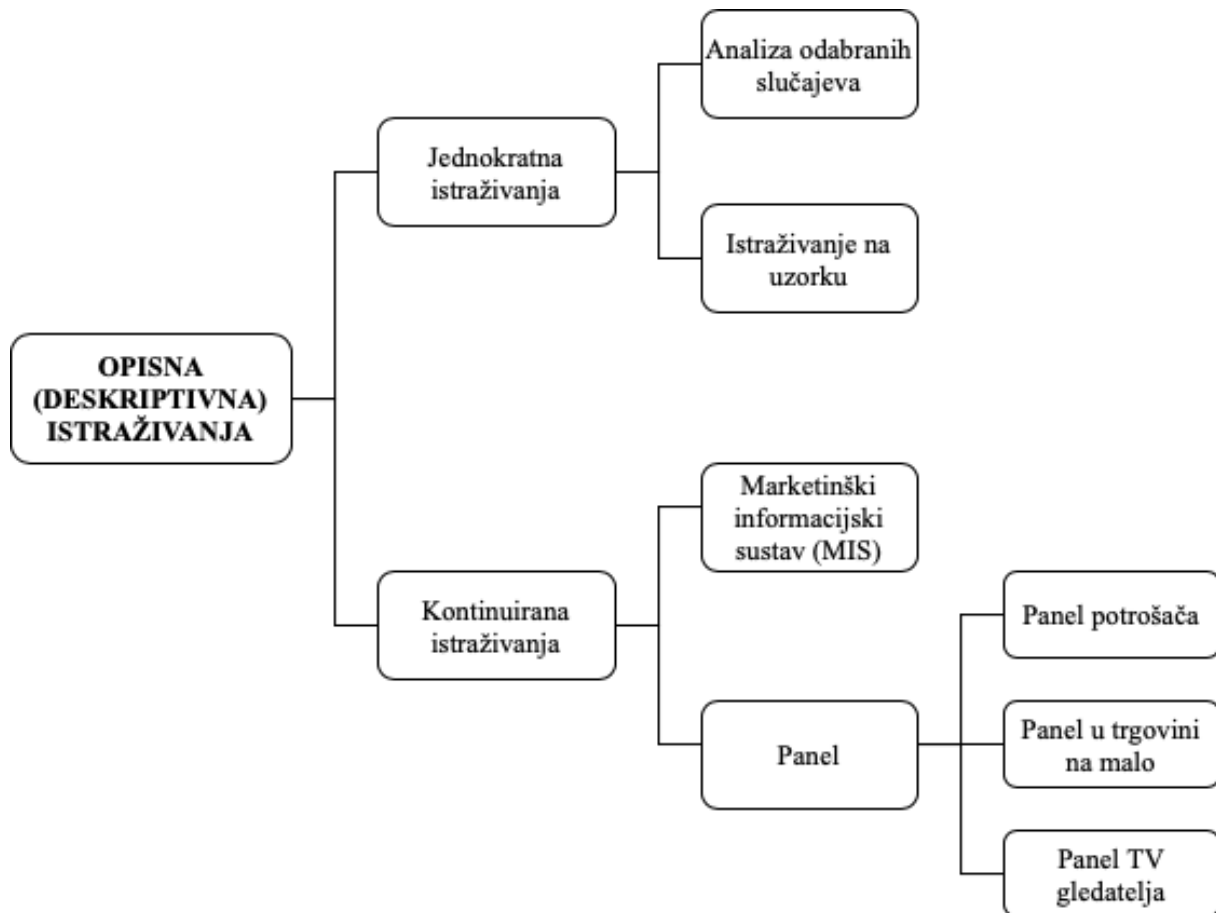 Analiza odabranih
slučajeva
Jednokratna
istraživanja
Istraživanje na
uzorku
OPISNA
(DESKRIPTIVNA)
ISTRAŽIVANJA
Marketinški
informacijski
sustav (MIS)
Kontinuirana
istraživanja
Panel potrošača
Panel
Panel u trgovini
na malo
Panel TV
gledatelja